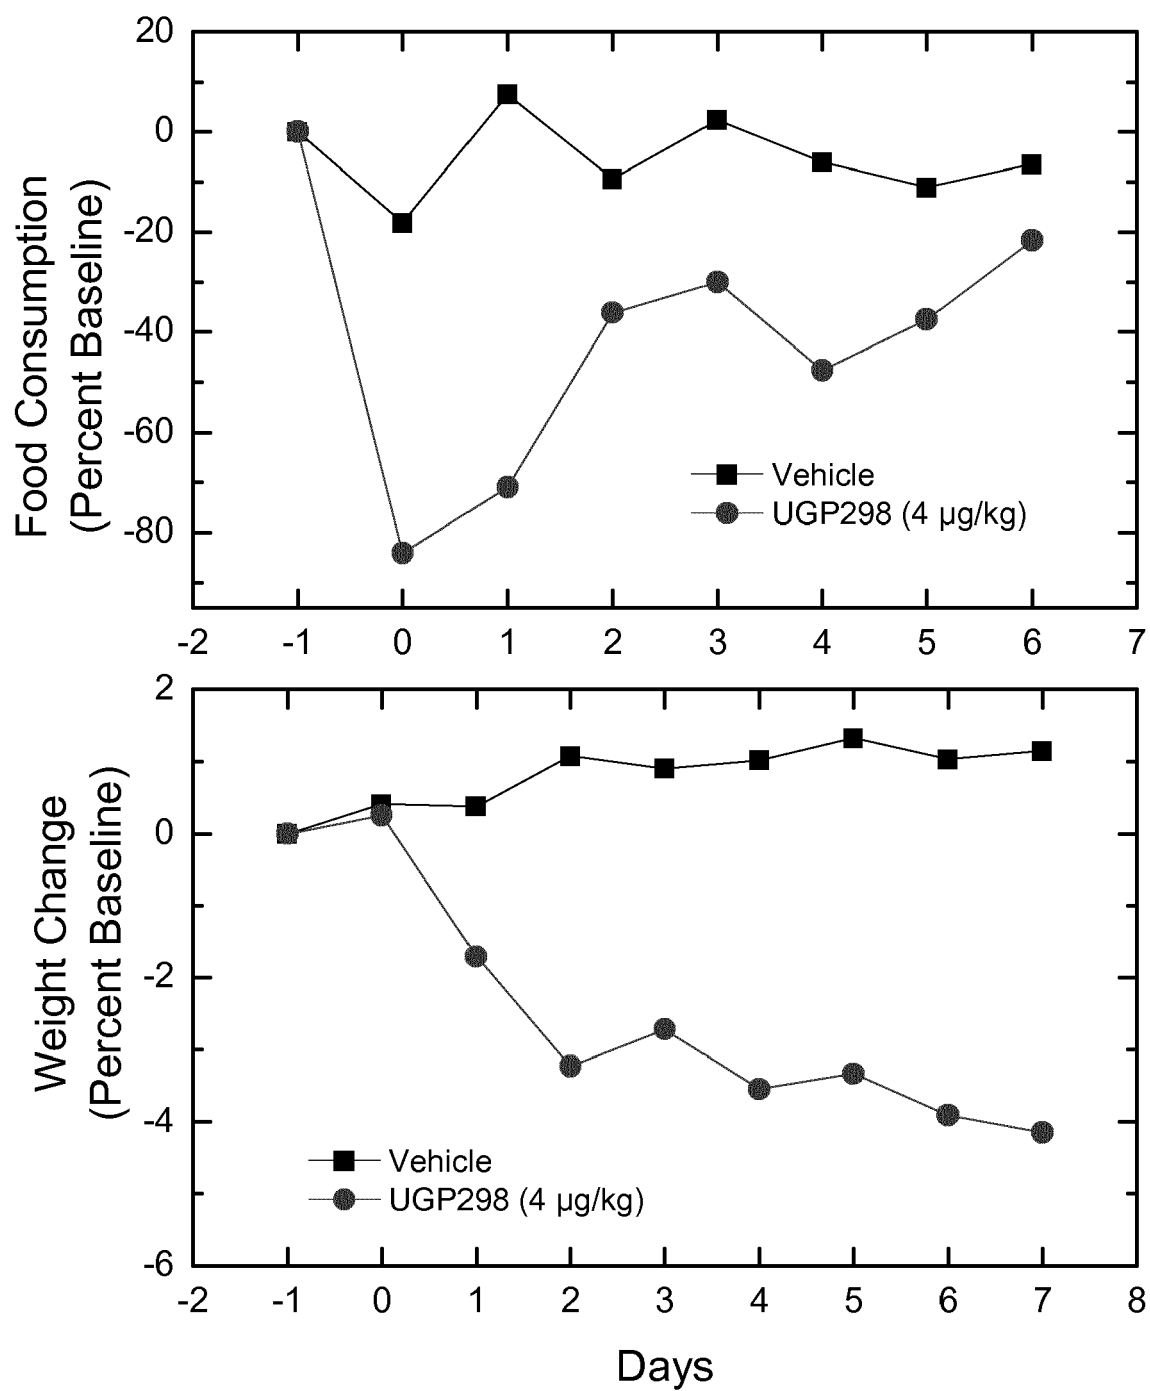 20
0
-20
-40
-60
-80
Food Consumption
(Percent Baseline)
Vehicle
UGP298 (4 µg/kg)
-2 -1 0 1 2 3 4 5 6 7
2
0
-2
-4
-6
Weight Change
(Percent Baseline)
Vehicle
UGP298 (4 µg/kg)
-2 -1 0 1 2 3 4 5 6 7 8
Days